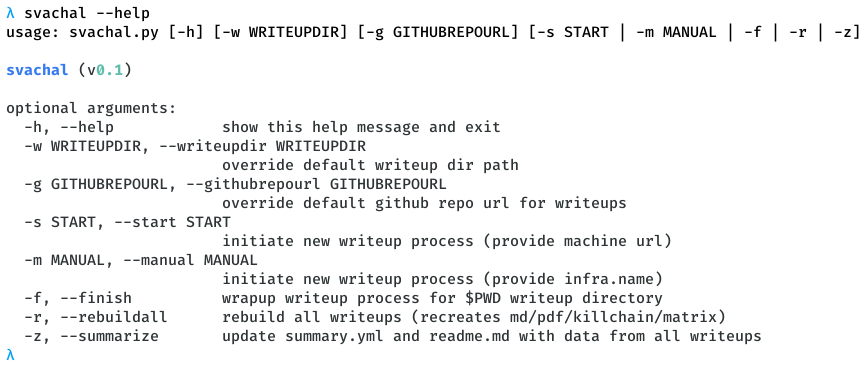 λ svachal --help
usage: svachal.py [-h] [-w WRITEUPDIR] [-g GITHUBREPOURL] [-s START | -m MANUAL | -f | -r | -z]
svachal (v0.1)
optional arguments:
-h, --help show this help message and exit
-w WRITEUPDIR, --writeupdir WRITEUPDIR
override default writeup dir path
-g GITHUBREPOURL, --githubrepourl GITHUBREPOURL
override default github repo url for writeups
-s START, --start START
initiate new writeup process (provide machine url)
-m MANUAL, --manual MANUAL
initiate new writeup process (provide infra.name)
-f, --finish wrapup writeup process for $PWD writeup directory
-r, --rebuildall rebuild all writeups (recreates md/pdf/killchain/matrix)
-z, --summarize update summary.yml and readme.md with data from all writeups
λ